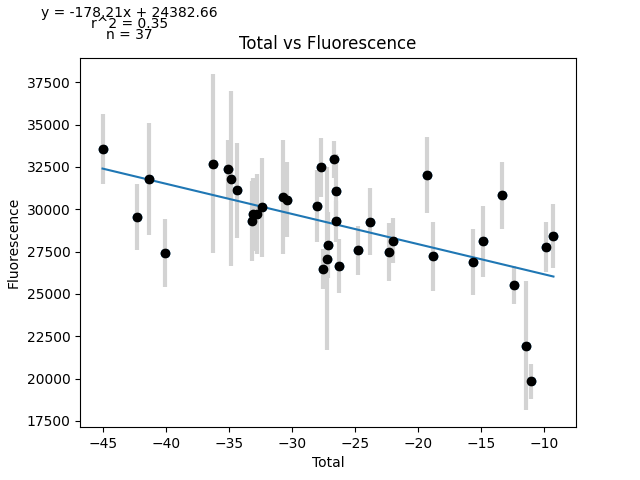 y = -178.21x + 24382.66
r^2 = 0.35
n = 37
Total vs Fluorescence
37500
35000
32500
30000
27500
25000
22500
20000
17500
Fluorescence
−45 −40 −35 −30 −25 −20 −15 −10
Total